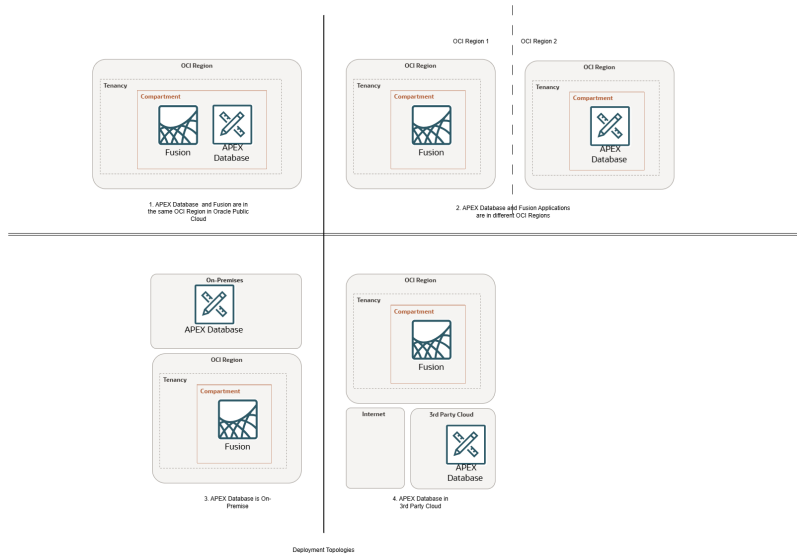 OCI Region
Tenancy
Compartment
Fusion
APEX
Database
1. APEX Database and Fusion are in
the same OCI Region in Oracle Public
Cloud
OCI Region 1
OCI Region 2
OCI Region
Tenancy
Compartment
Fusion
OCI Region
Tenancy
Compartment
APEX
Database
2. APEX Database and Fusion Applications
are in different OCI Regions
On-Premises
APEX Database
OCI Region
Tenancy
Compartment
Fusion
3. APEX Database is On-
Premise
OCI Region
Tenancy
Compartment
Fusion
Internet
3rd Party Cloud
APEX
Database
4. APEX Database in
3rd Party Cloud
Deployment Topologies